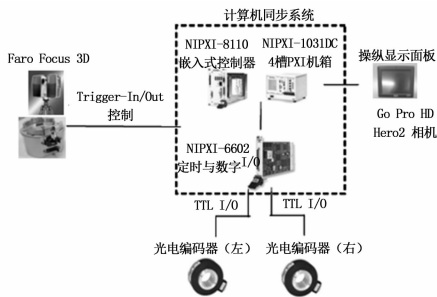 计算机同步系统
Faro Focus 3D
NIPXI-8110
嵌入式控制器
NIPXI-1031DC
4槽PXI机箱
操纵显示面板
Trigger-In/Out
控制
Go Pro HD
Hero2 相机
NIPXI-6602
定时与数字I/O
TTL I/O
TTL I/O
光电编码器（左）
光电编码器（右）